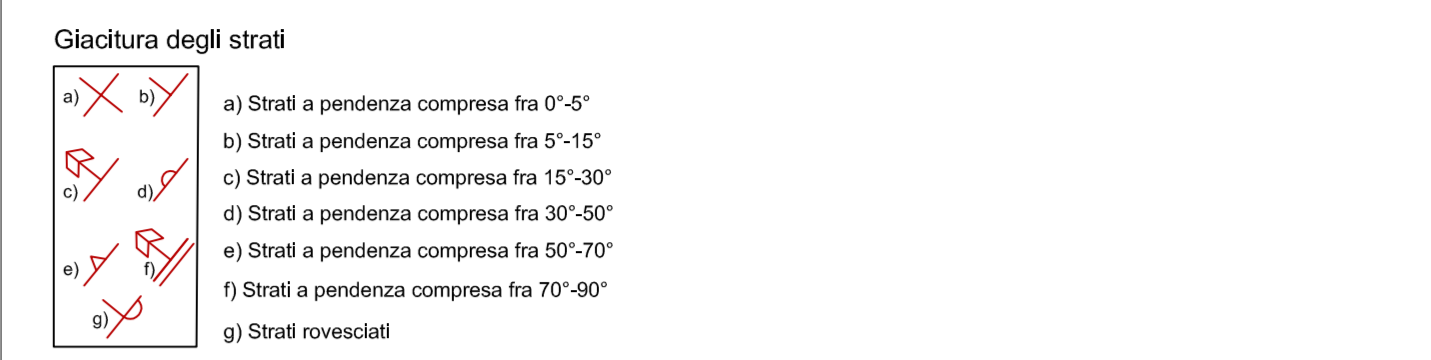 Giacitura degli strati
a) b)
c) d)
e) f)
g)
a) Strati a pendenza compresa fra 0°-5°
b) Strati a pendenza compresa fra 5°-15°
c) Strati a pendenza compresa fra 15°-30°
d) Strati a pendenza compresa fra 30°-50°
e) Strati a pendenza compresa fra 50°-70°
f) Strati a pendenza compresa fra 70°-90°
g) Strati rovesciati